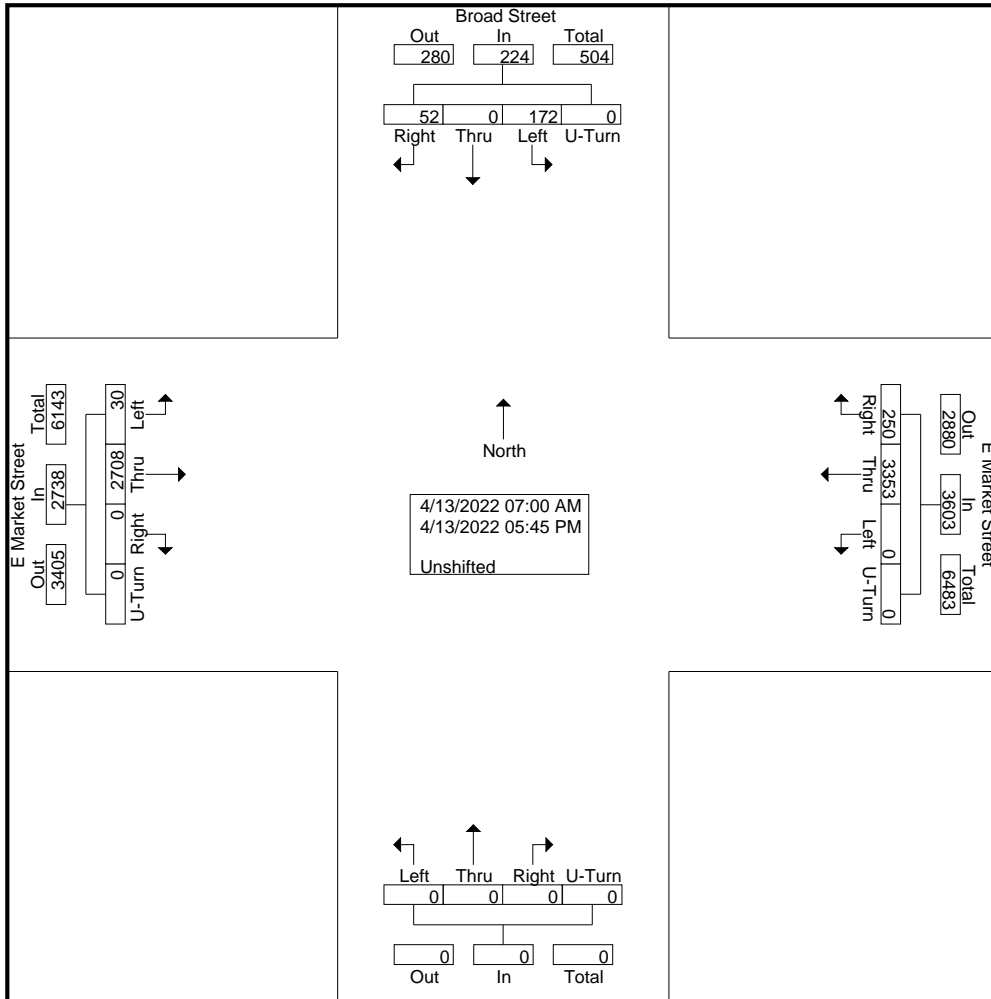 Broad Street
Out In Total
280 224 504
52 0 172 0
Right Thru Left U-Turn
E Market Street
Total In Out
6143 2738 3405
30 2708 0 0
Left Thru Right U-Turn
North
4/13/2022 07:00 AM
4/13/2022 05:45 PM
Unshifted
Right Thru Left U-Turn
250 3353 0 0
2880 3603 6483
Out In Total
E Market Street
Left Thru Right U-Turn
0 0 0 0
0 0 0
Out In Total